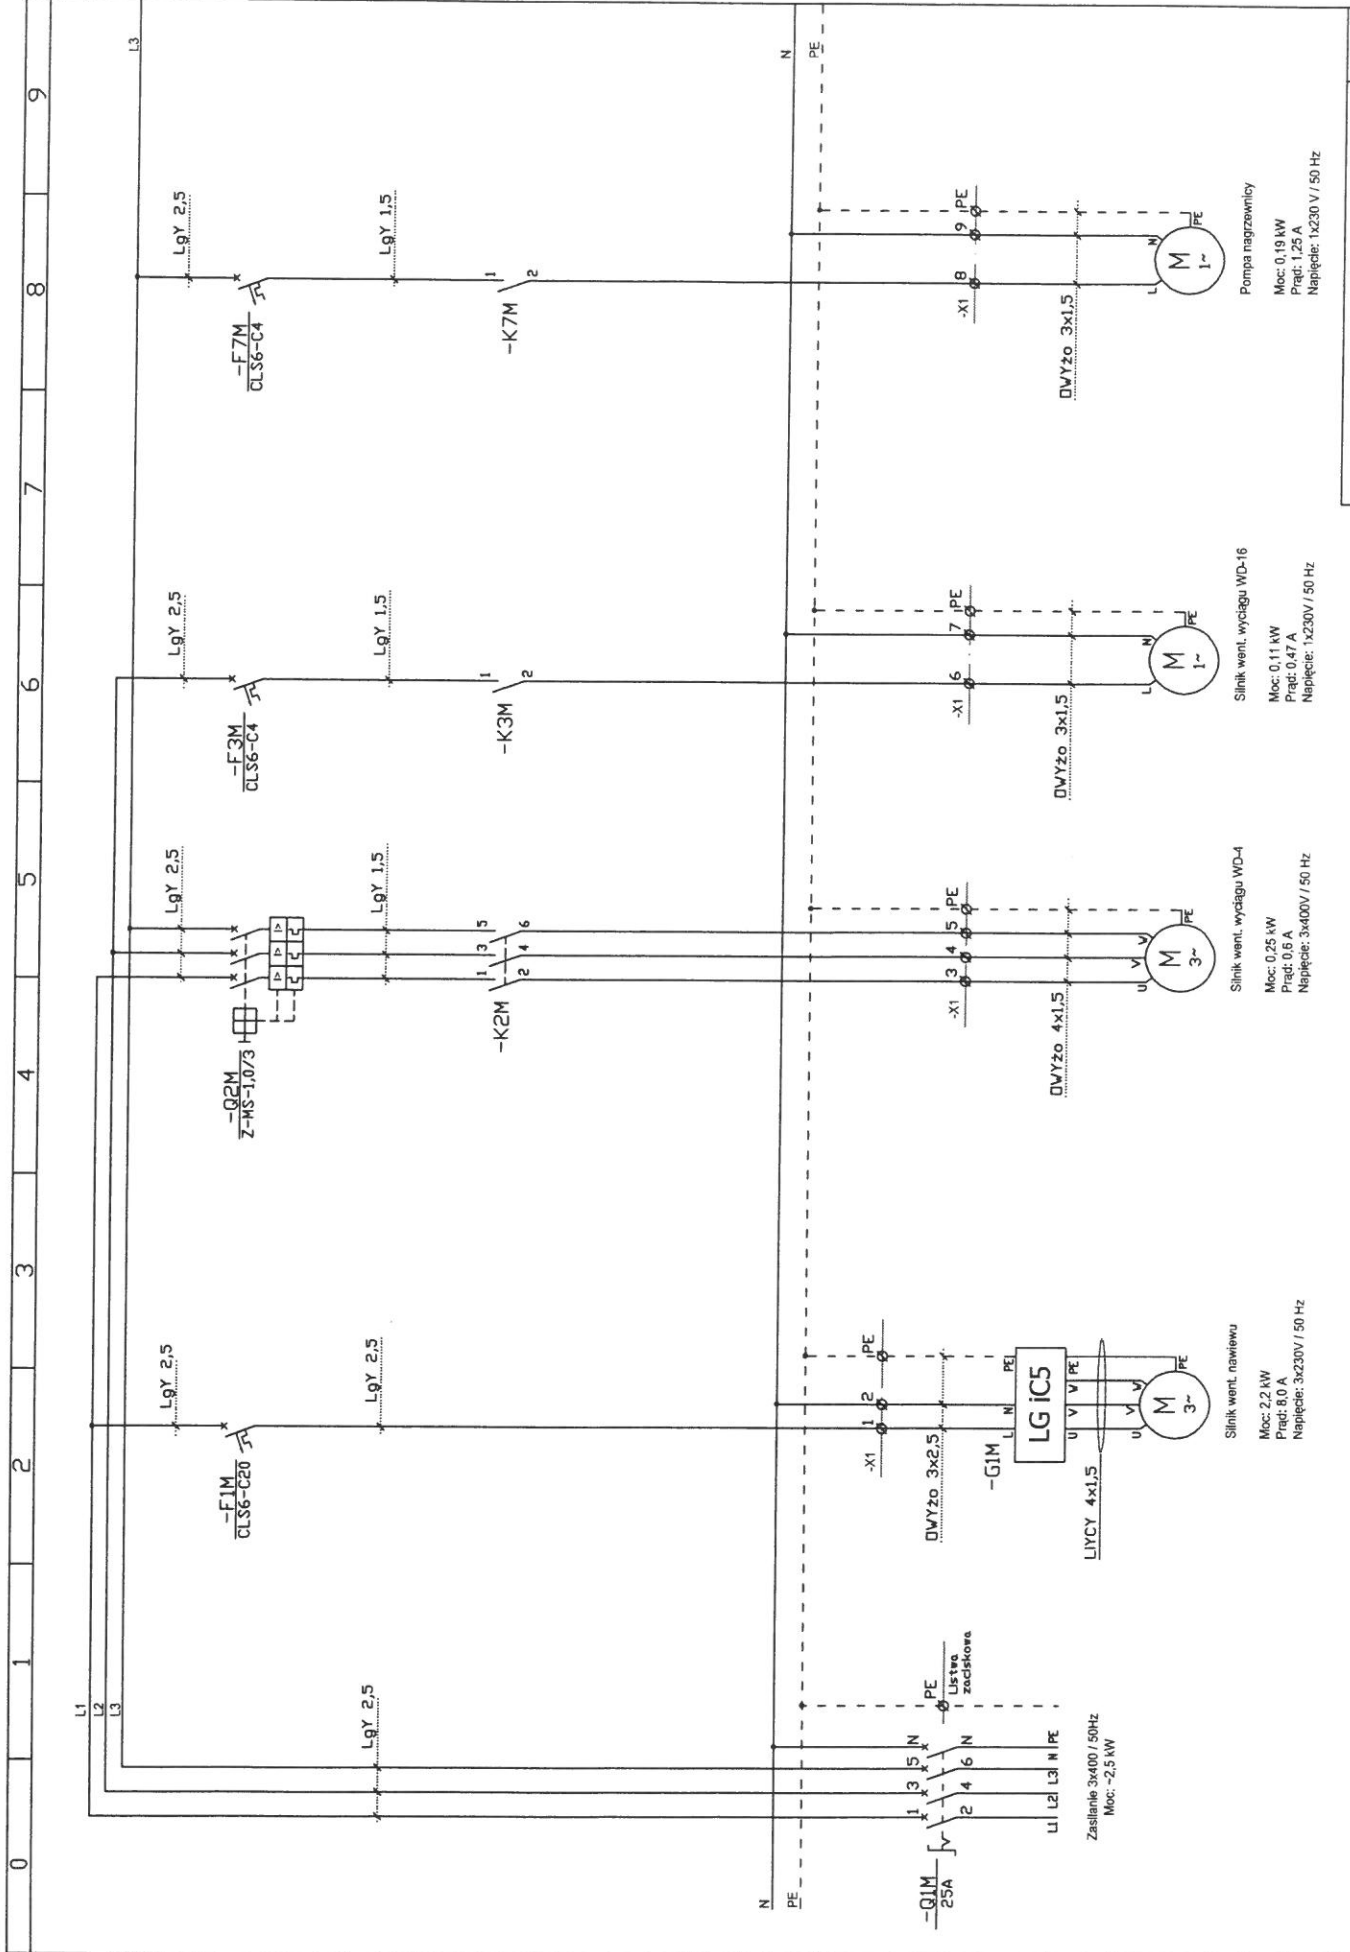 0 1 2 3 4 5 6 7 8 9
L1
L2
L3
L3
LgY 2,5
LgY 2,5
LgY 2,5
LgY 2,5
LgY 2,5
-F1M
CLS6-C20
-Q2M
Z-MS-1,0/3
-F3M
CLS6-C4
-F7M
CLS6-C4
LgY 2,5
LgY 1,5
LgY 1,5
LgY 1,5
1 3 5
2 4 6
-K2M
1
2
-K3M
1
2
-K7M
N
PE
N
PE
-Q1M
25A
1 3 5 N
2 4 6 N
PE
Listwa
zaciskowa
L1 L2 L3 N PE
Zasilanie 3x400 / 50Hz
Moc: ~2,5 kW
-X1 1 2 PE
OWYżo 3x2,5
-G1M
L N PE
LG iC5
U V W PE
LIYCY 4x1,5
U V W PE
M
3~
Silnik went. nawiewu
Moc: 2,2 kW
Prąd: 8,0 A
Napięcie: 3x230V / 50 Hz
-X1 3 4 5 PE
OWYżo 4x1,5
U V W PE
M
3~
Silnik went. wyciągu WD-4
Moc: 0,25 kW
Prąd: 0,6 A
Napięcie: 3x400V / 50 Hz
-X1 6 7 PE
OWYżo 3x1,5
L N PE
M
1~
Silnik went. wyciągu WD-16
Moc: 0,11 kW
Prąd: 0,47 A
Napięcie: 1x230V / 50 Hz
-X1 8 9 PE
OWYżo 3x1,5
L N PE
M
1~
Pompa nagrzewnicy
Moc: 0,19 kW
Prąd: 1,25 A
Napięcie: 1x230 V / 50 Hz